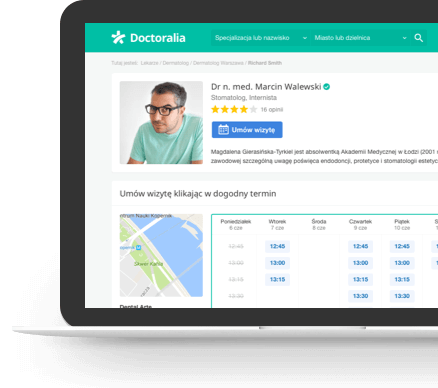 Doctoralia
Specjalizacja lub nazwisko
Miasto lub dzielnica
Tutaj jesteś: Lekarze / Dermatolog / Dermatolog Warszawa / Richard Smith
Dr n. med. Marcin Walewski
Stomatolog, Internista
16 opinii
Umów wizytę
Magdalena Gierasińska-Tyrkiel jest absolwentką Akademii Medycznej w Łodzi (2001
zawodowej szczególną uwagę poświęca endodoncji, protetyce i stomatologii estetyc
Umów wizytę klikając w dogodny termin
Centrum Nauki Kopernik
Skwer Kahla
Dental Arte
Poniedziałek Wtorek Środa Czwartek Piątek
6 cze 7 cze 8 cze 9 cze 10 cze
12:45 12:45 12:45 12:45
13:00 13:00 13:00 13:00
13:15 13:15 13:15 13:15
13:30 13:30 13:30